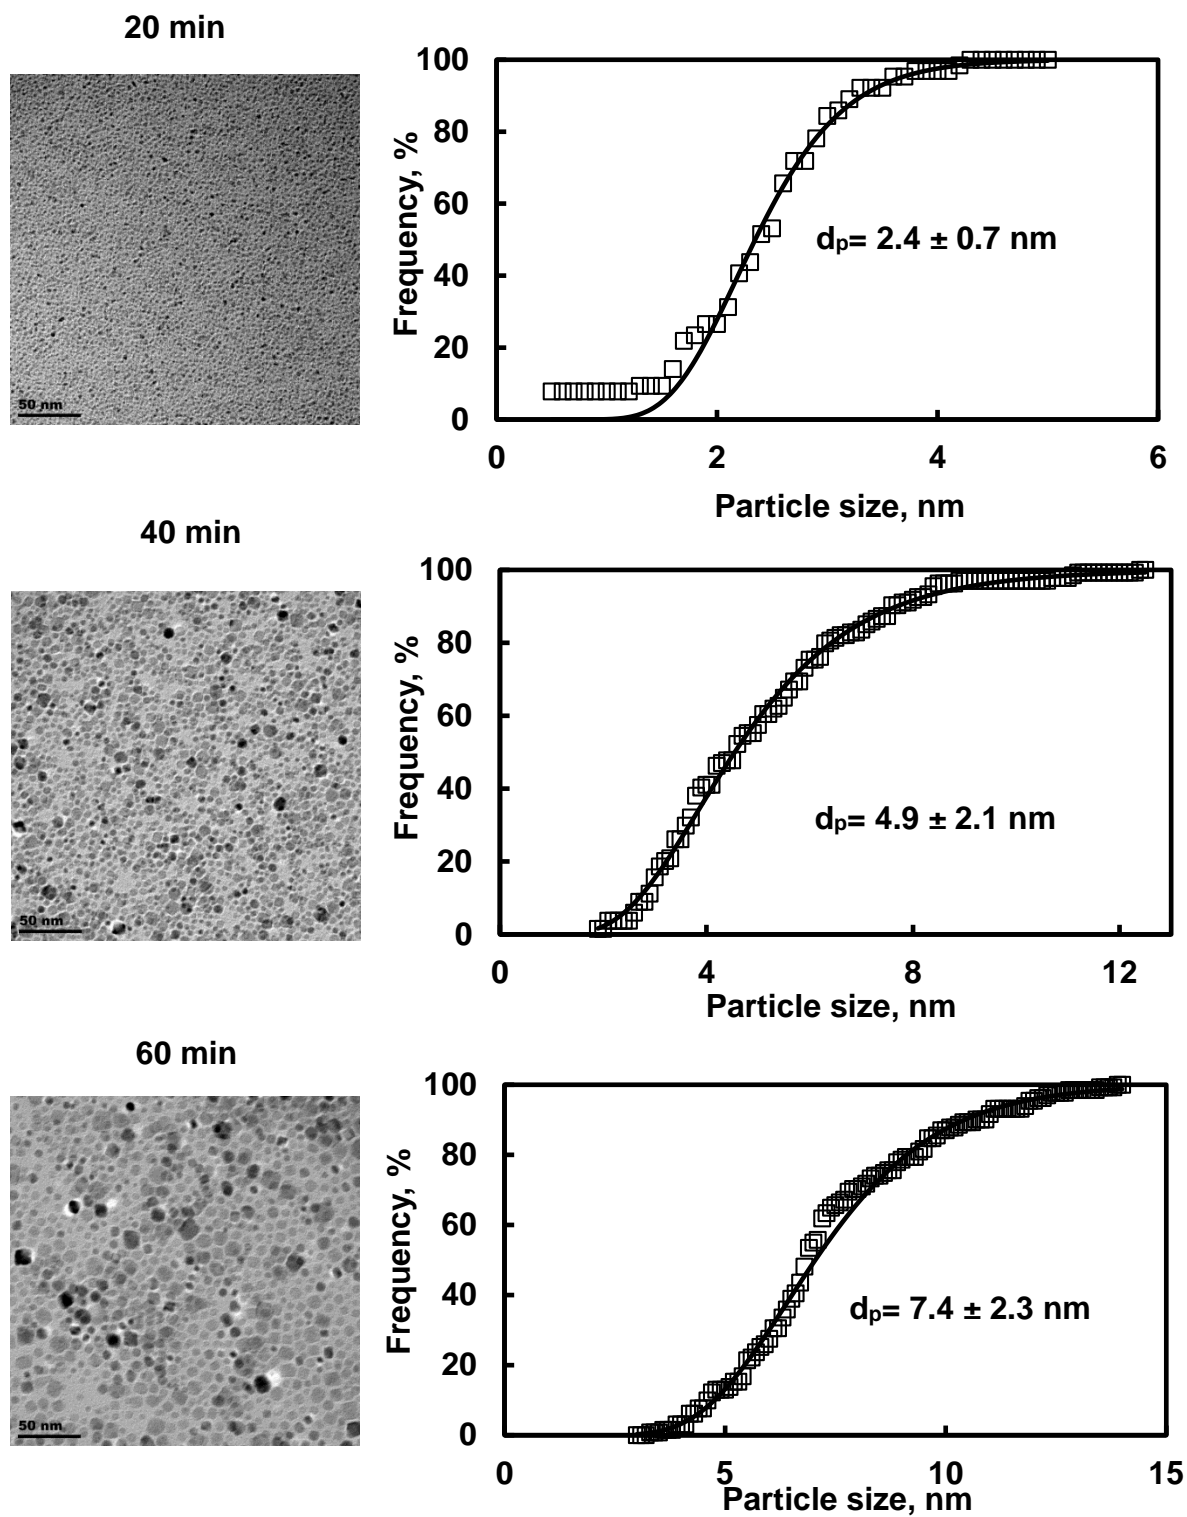 20 min
100
80
60
40
20
0
Frequency, %
dp= 2.4 ± 0.7 nm
50 nm
0 2 4 6
Particle size, nm
40 min
100
80
60
40
20
0
Frequency, %
dp= 4.9 ± 2.1 nm
50 nm
0 4 8 12
Particle size, nm
60 min
100
80
60
40
20
0
Frequency, %
dp= 7.4 ± 2.3 nm
50 nm
0 5 10 15
Particle size, nm